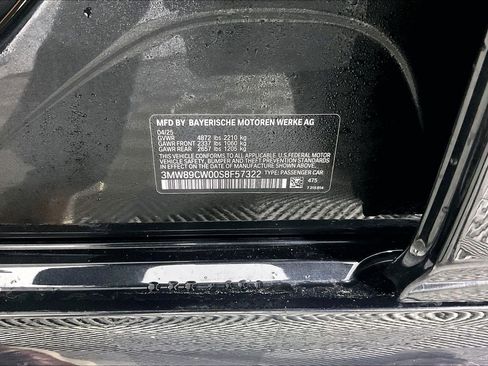 MFD BY BAYERISCHE MOTOREN WERKE AG
04/25
GVWR 4872 lbs 2210 kg
GAWR FRONT 2337 lbs 1060 kg
GAWR REAR 2657 lbs 1205 kg
THIS VEHICLE CONFORMS TO ALL APPLICABLE U.S. FEDERAL MOTOR
VEHICLE SAFETY, BUMPER, AND THEFT PREVENTION STANDARDS IN
EFFECT ON THE DATE OF MANUFACTURE SHOWN ABOVE.
3MW89CW00S8F57322 TYPE: PASSENGER CAR
475